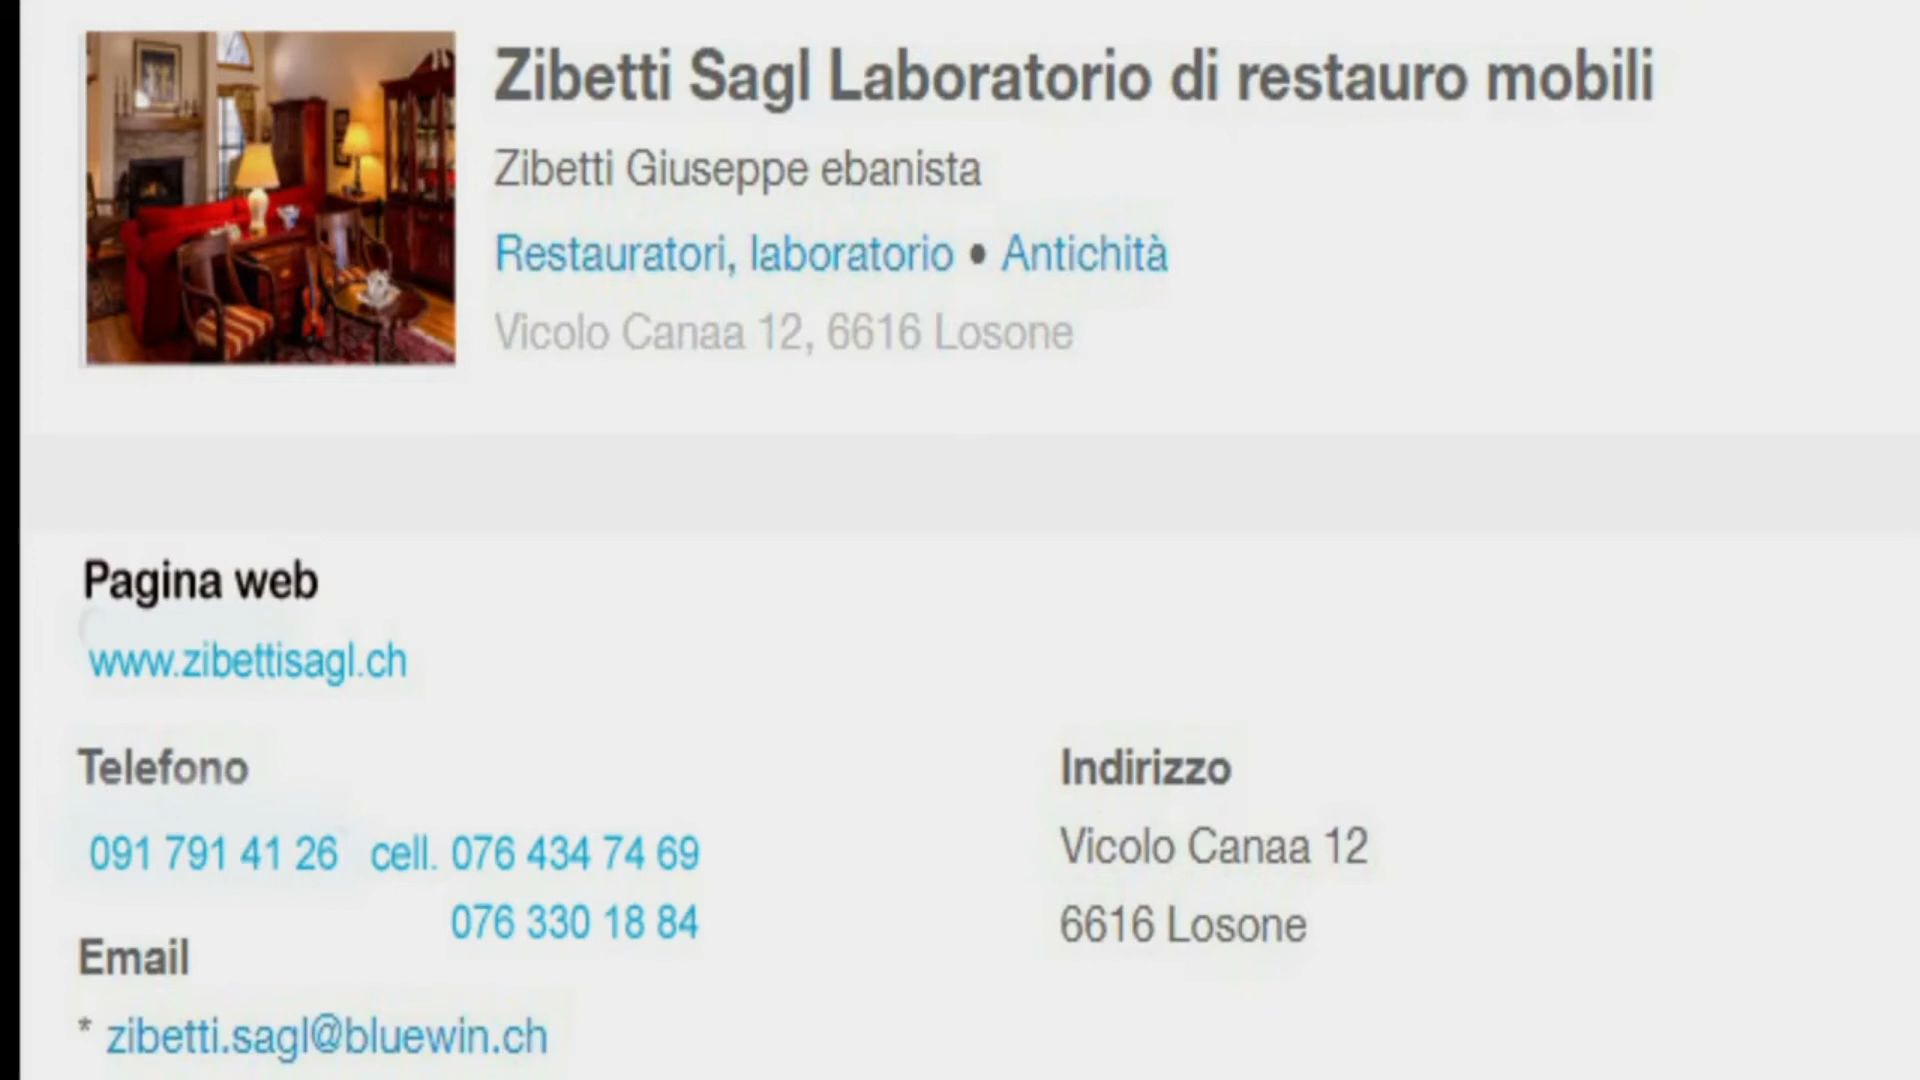 Zibetti Sagl Laboratorio di restauro mobili
Zibetti Giuseppe ebanista
Restauratori, laboratorio • Antichità
Vicolo Canaa 12, 6616 Losone
Pagina web
www.zibettisagl.ch
Telefono
091 791 41 26 cell. 076 434 74 69
076 330 18 84
Email
* zibetti.sagl@bluewin.ch
Indirizzo
Vicolo Canaa 12
6616 Losone